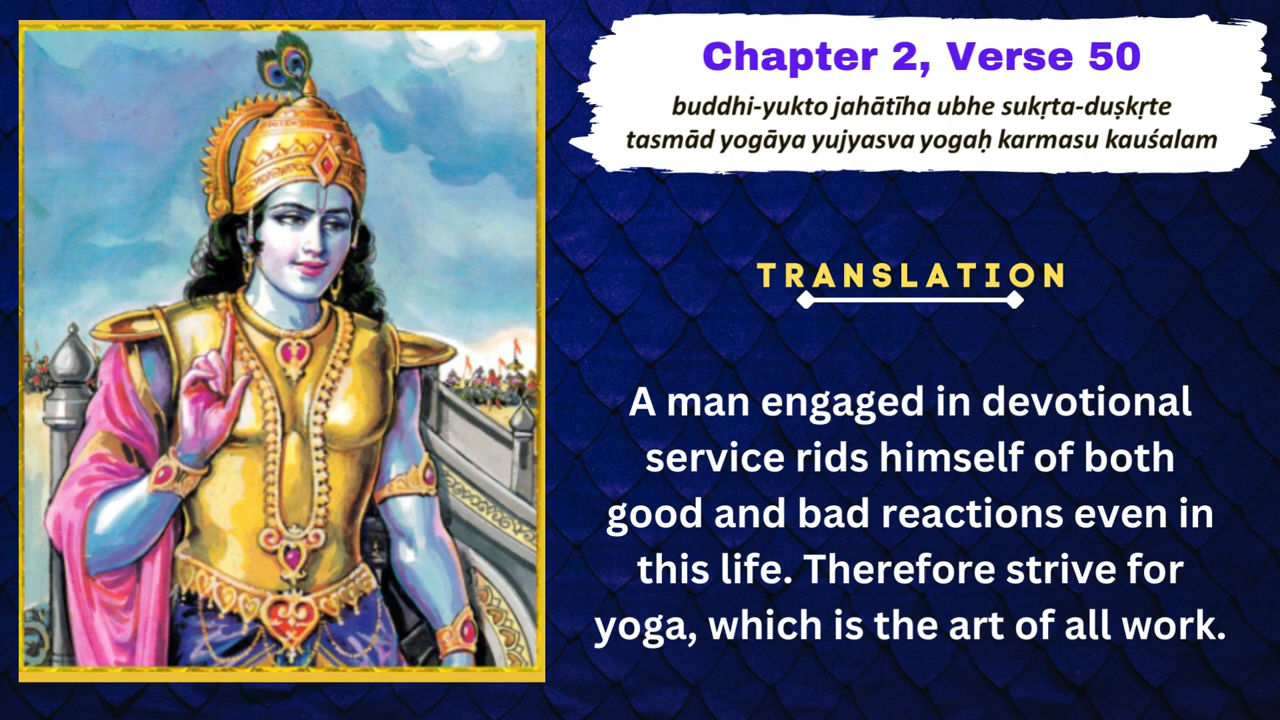 Chapter 2, Verse 50
buddhi-yukto jahātīha ubhe sukṛta-duṣkṛte
tasmād yogāya yujyasva yogaḥ karmasu kauśalam
TRANSLATION
A man engaged in devotional
service rids himself of both
good and bad reactions even in
this life. Therefore strive for
yoga, which is the art of all work.